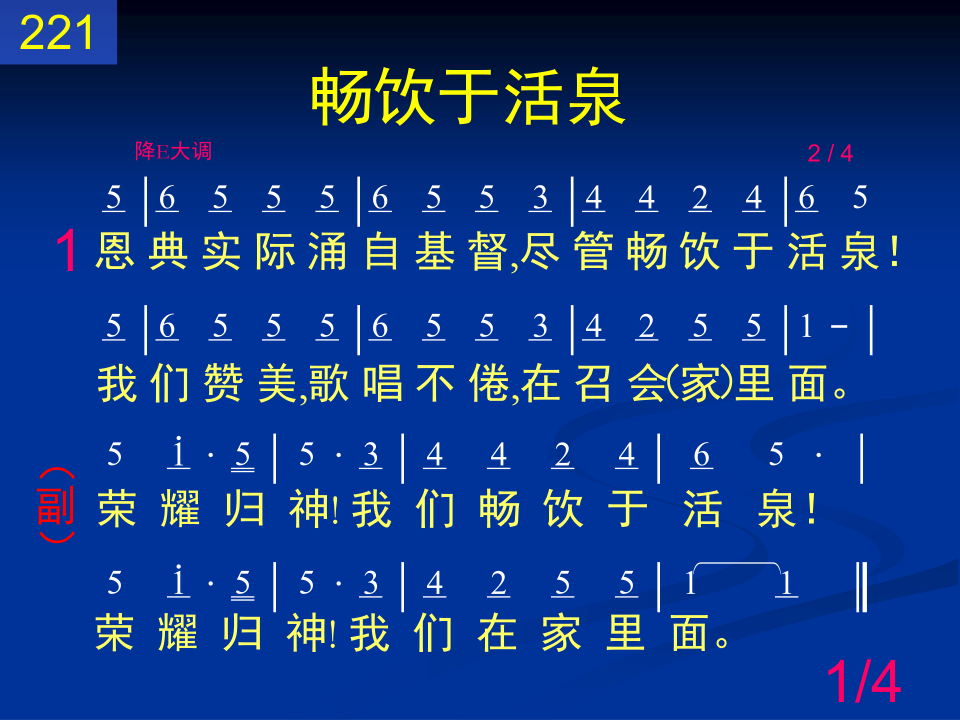 221
畅饮于活泉
降E大调 2 / 4
5 | 6 5 5 5 | 6 5 5 3 | 4 4 2 4 | 6 5
1 恩典实际涌自基督,尽管畅饮于活泉！
5 | 6 5 5 5 | 6 5 5 3 | 4 2 5 5 | 1 - |
我们赞美,歌唱不倦,在召会(家)里面。
5 i · 5 | 5 · 3 | 4 4 2 4 | 6 5 · |
（副） 荣耀归神!我们畅饮于活泉！
5 i · 5 | 5 · 3 | 4 2 5 5 | 1 1 ‖
荣耀归神!我们在家里面。
1/4